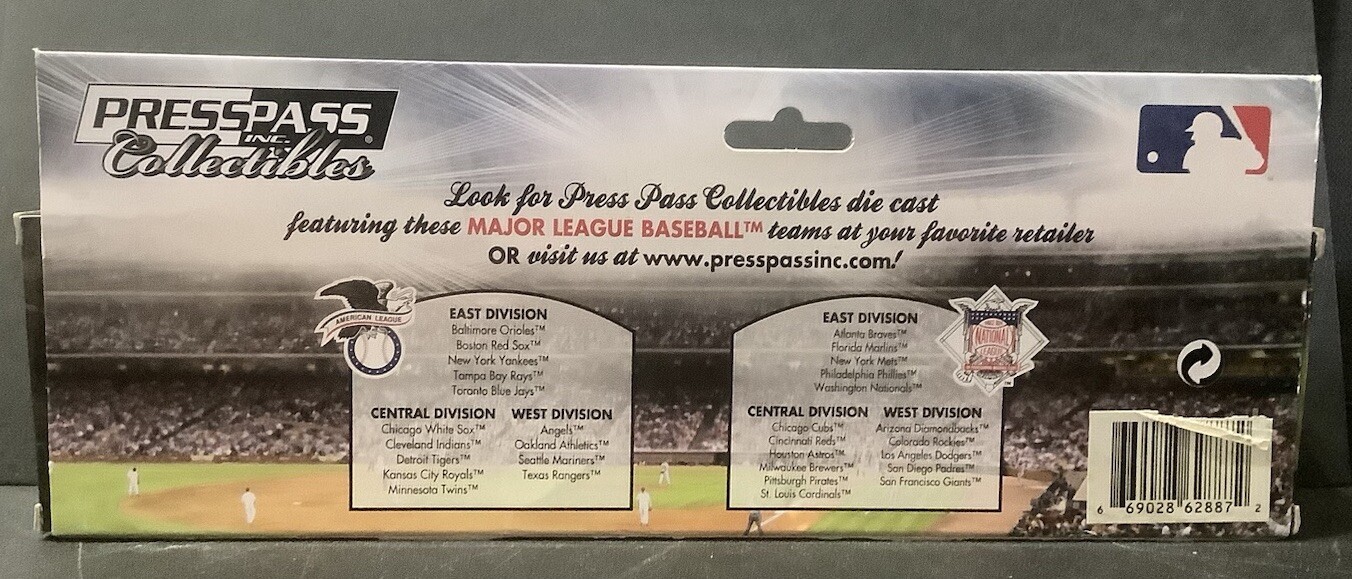 PRESSPASS
INC.®
Collectibles
Look for Press Pass Collectibles die cast
featuring these MAJOR LEAGUE BASEBALL™ teams at your favorite retailer
OR visit us at www.presspassinc.com!
AMERICAN LEAGUE
EAST DIVISION
Baltimore Orioles™
Boston Red Sox™
New York Yankees™
Tampa Bay Rays™
Toronto Blue Jays™
CENTRAL DIVISION
Chicago White Sox™
Cleveland Indians™
Detroit Tigers™
Kansas City Royals™
Minnesota Twins™
WEST DIVISION
Angels™
Oakland Athletics™
Seattle Mariners™
Texas Rangers™
NATIONAL
LEAGUE
EAST DIVISION
Atlanta Braves™
Florida Marlins™
New York Mets™
Philadelphia Phillies™
Washington Nationals™
CENTRAL DIVISION
Chicago Cubs™
Cincinnati Reds™
Houston Astros™
Milwaukee Brewers™
Pittsburgh Pirates™
St. Louis Cardinals™
WEST DIVISION
Arizona Diamondbacks™
Colorado Rockies™
Los Angeles Dodgers™
San Diego Padres™
San Francisco Giants™
6 69028 62887 2